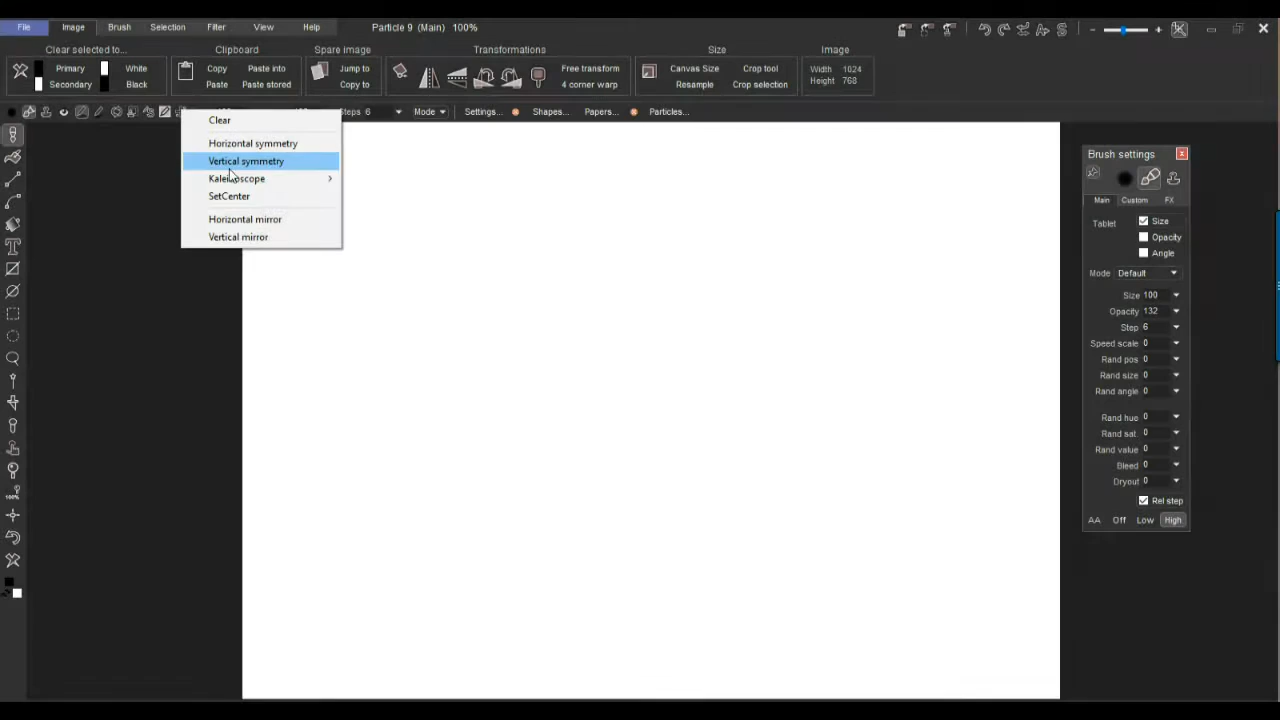 File Image Brush Selection Filter View Help Particle 9 (Main) 100%
Clear selected to... Clipboard Spare image Transformations Size Image
Primary White Copy Paste into Jump to Free transform Canvas Size Crop tool Width 1024
Secondary Black Paste Paste stored Copy to 4 corner warp Resample Crop selection Height 768
Steps 6 Mode Settings... Shapes... Papers... Particles...
Clear
Horizontal symmetry
Vertical symmetry
Kaleidoscope
SetCenter
Horizontal mirror
Vertical mirror
100%
Brush settings x
Main Custom FX
Tablet Size
Opacity
Angle
Mode Default
Size 100
Opacity 132
Step 6
Speed scale 0
Rand pos 0
Rand size 0
Rand angle 0
Rand hue 0
Rand sat. 0
Rand value 0
Bleed 0
Dryout 0
Rel step
AA Off Low High